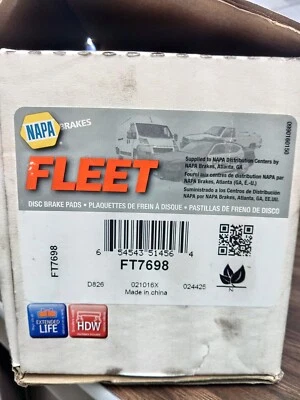 NAPA BRAKES
FLEET
Supplied to NAPA Distribution Centers by
NAPA Brakes, Atlanta, GA
Fourni aux centres de distribution NAPA par
NAPA Brakes, Atlanta (GA, É.-U.)
Suministrado a los Centros de Distribución
NAPA por NAPA Brakes, Atlanta, GA, EE.UU.
DISC BRAKE PADS • PLAQUETTES DE FREIN À DISQUE • PASTILLAS DE FRENO DE DISCO
FT7698
6 54543 51456 4
FT7698
D826 021016X 024425
Made in china
N
EXTENDED
LIFE
HDW